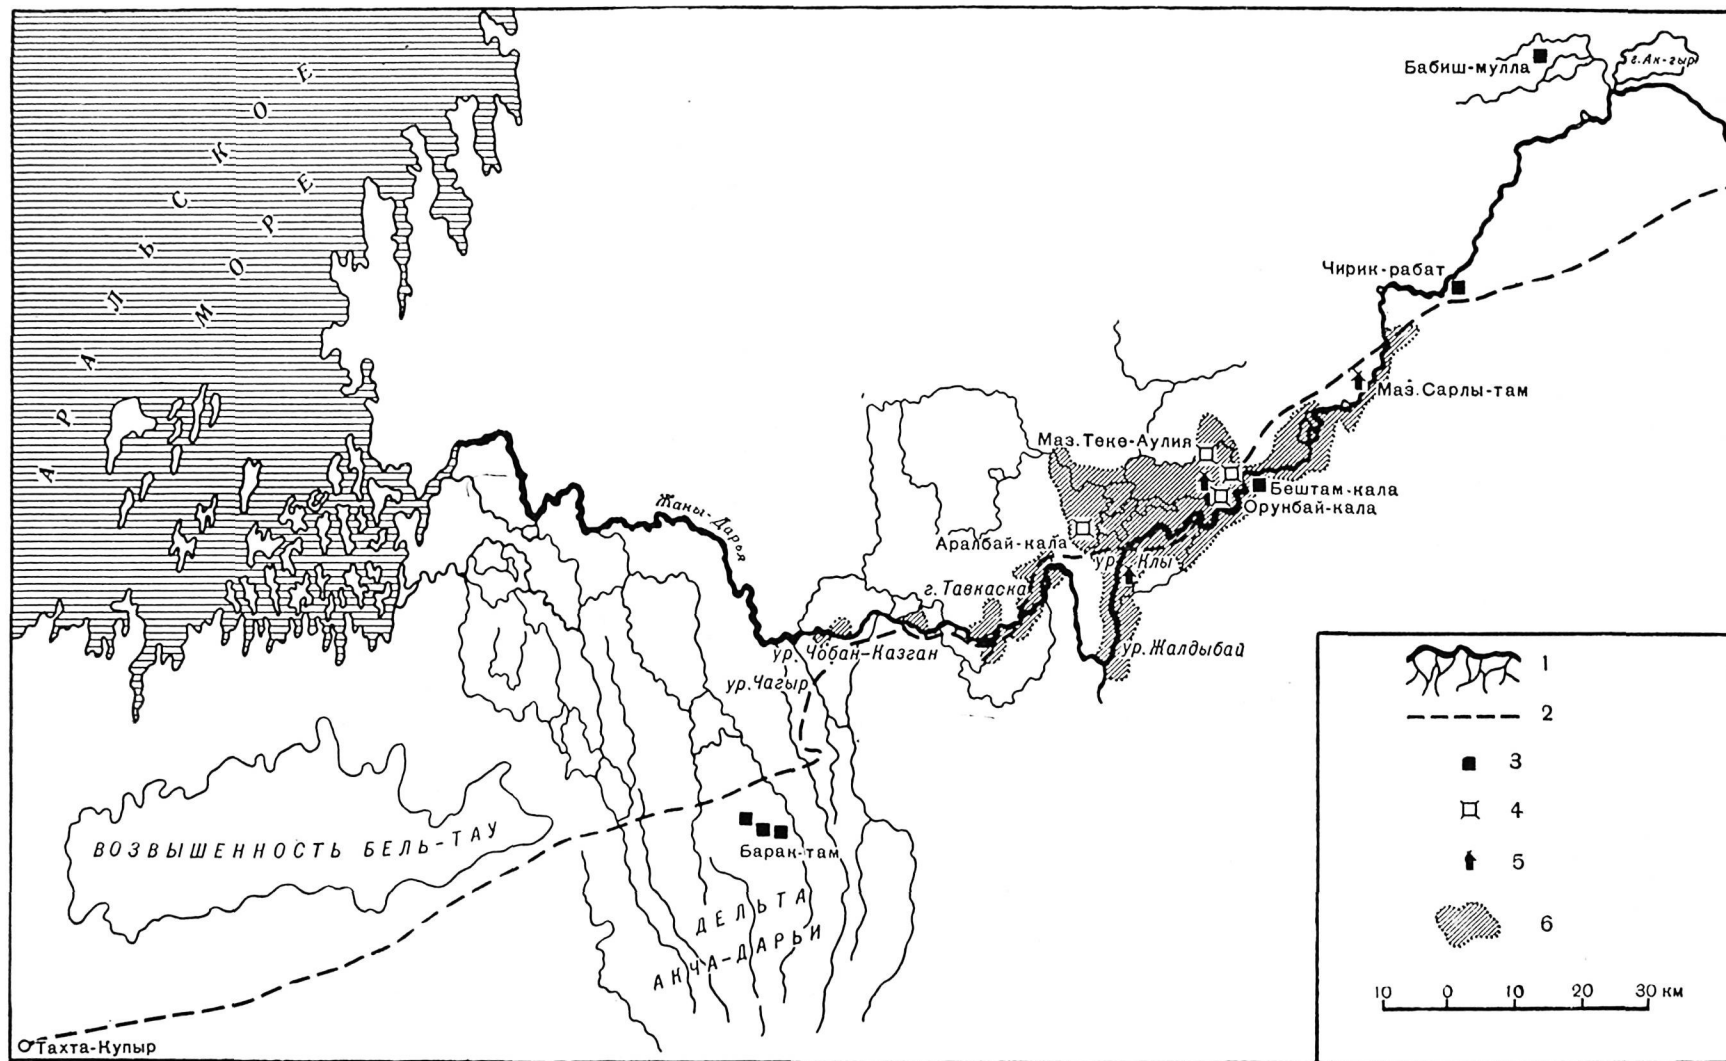 АРАЛЬСКОЕ
МОРЕ
Бабиш-мулла
г. Ак-гыр
Чирик-рабат
Маз. Сарлы-там
Маз. Теке-Аулия
Бештам-кала
Орунбай-кала
Аралбай-кала
ур. Клы
Жаны-Дарья
г. Тавкаска
ур. Чобан-Казган
ур. Жалдыбай
ур. Чагыр
ВОЗВЫШЕННОСТЬ БЕЛЬ-ТАУ
Барак-там
ДЕЛЬТА
АКЧА-ДАРЬИ
Тахта-Купыр
1
2
3
4
5
6
10 0 10 20 30 км